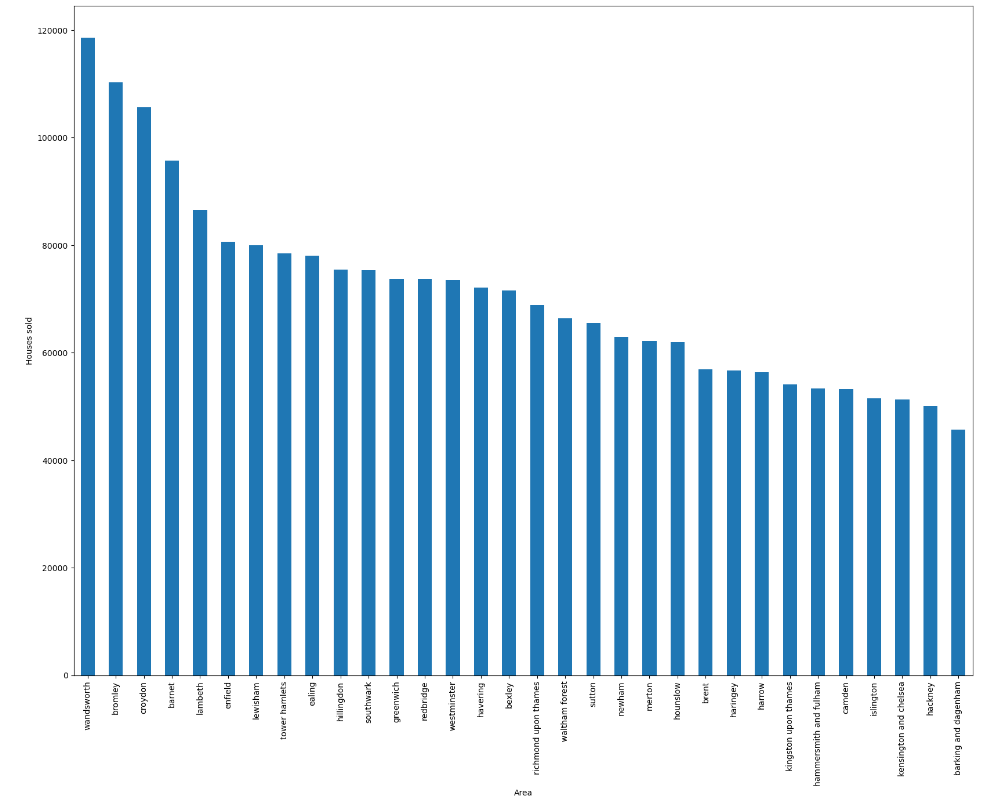 120000
100000
80000
60000
40000
20000
0
Houses sold
wandsworth
bromley
croydon
barnet
lambeth
enfield
lewisham
tower hamlets
ealing
hillingdon
southwark
greenwich
redbridge
westminster
havering
bexley
richmond upon thames
waltham forest
sutton
newham
merton
hounslow
brent
haringey
harrow
kingston upon thames
hammersmith and fulham
camden
islington
kensington and chelsea
hackney
barking and dagenham
Area